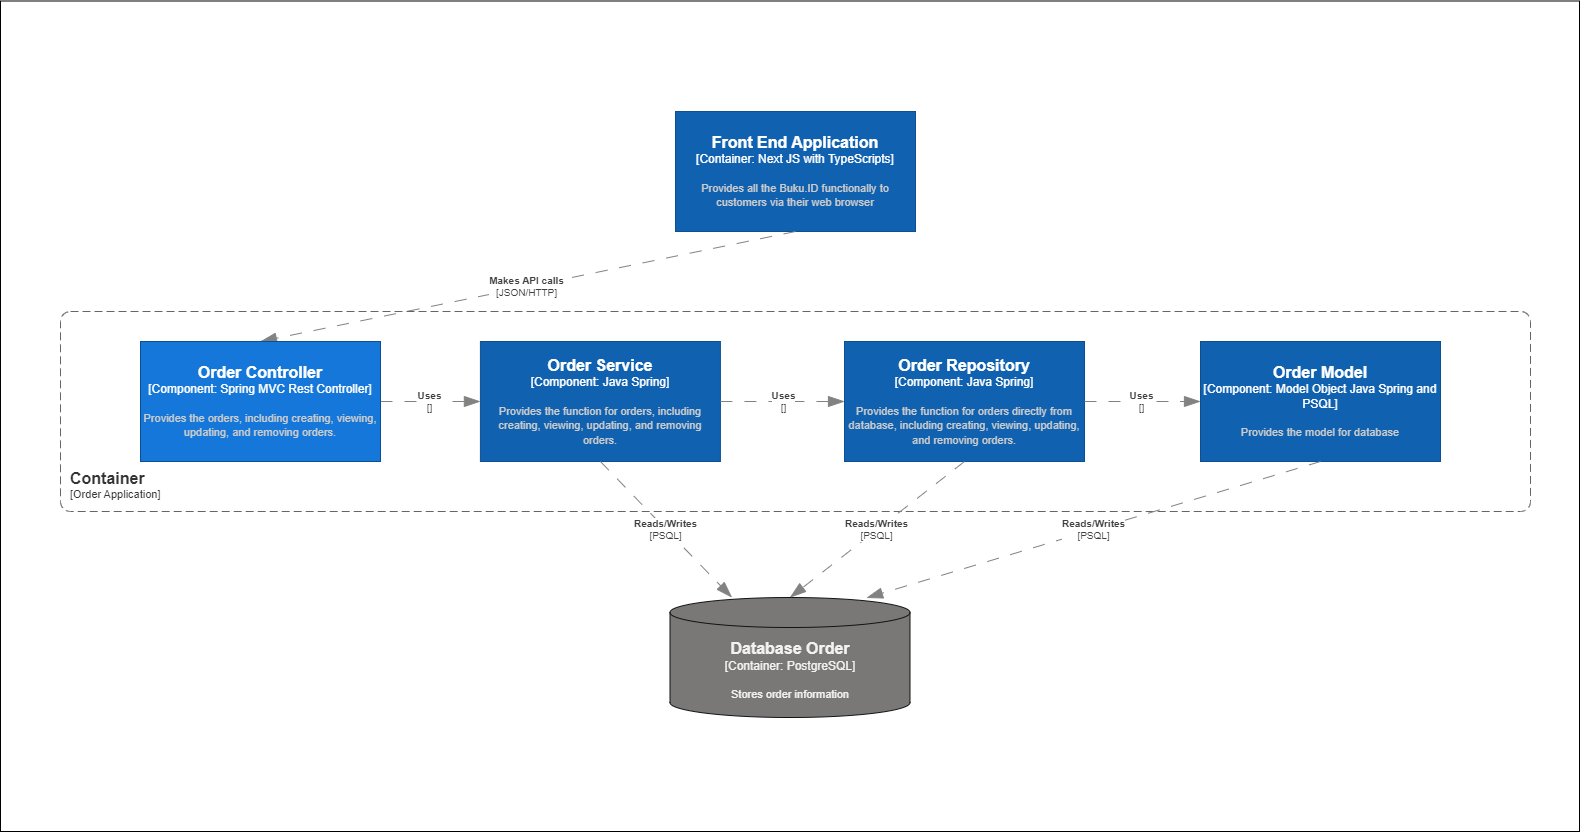 Front End Application
[Container: Next JS with TypeScripts]
Provides all the Buku.ID functionally to
customers via their web browser
Makes API calls
[JSON/HTTP]
Order Controller
[Component: Spring MVC Rest Controller]
Provides the orders, including creating, viewing,
updating, and removing orders.
Uses
[]
Order Service
[Component: Java Spring]
Provides the function for orders, including
creating, viewing, updating, and removing
orders.
Uses
[]
Order Repository
[Component: Java Spring]
Provides the function for orders directly from
database, including creating, viewing, updating,
and removing orders.
Uses
[]
Order Model
[Component: Model Object Java Spring and
PSQL]
Provides the model for database
Container
[Order Application]
Reads/Writes
[PSQL]
Reads/Writes
[PSQL]
Reads/Writes
[PSQL]
Database Order
[Container: PostgreSQL]
Stores order information